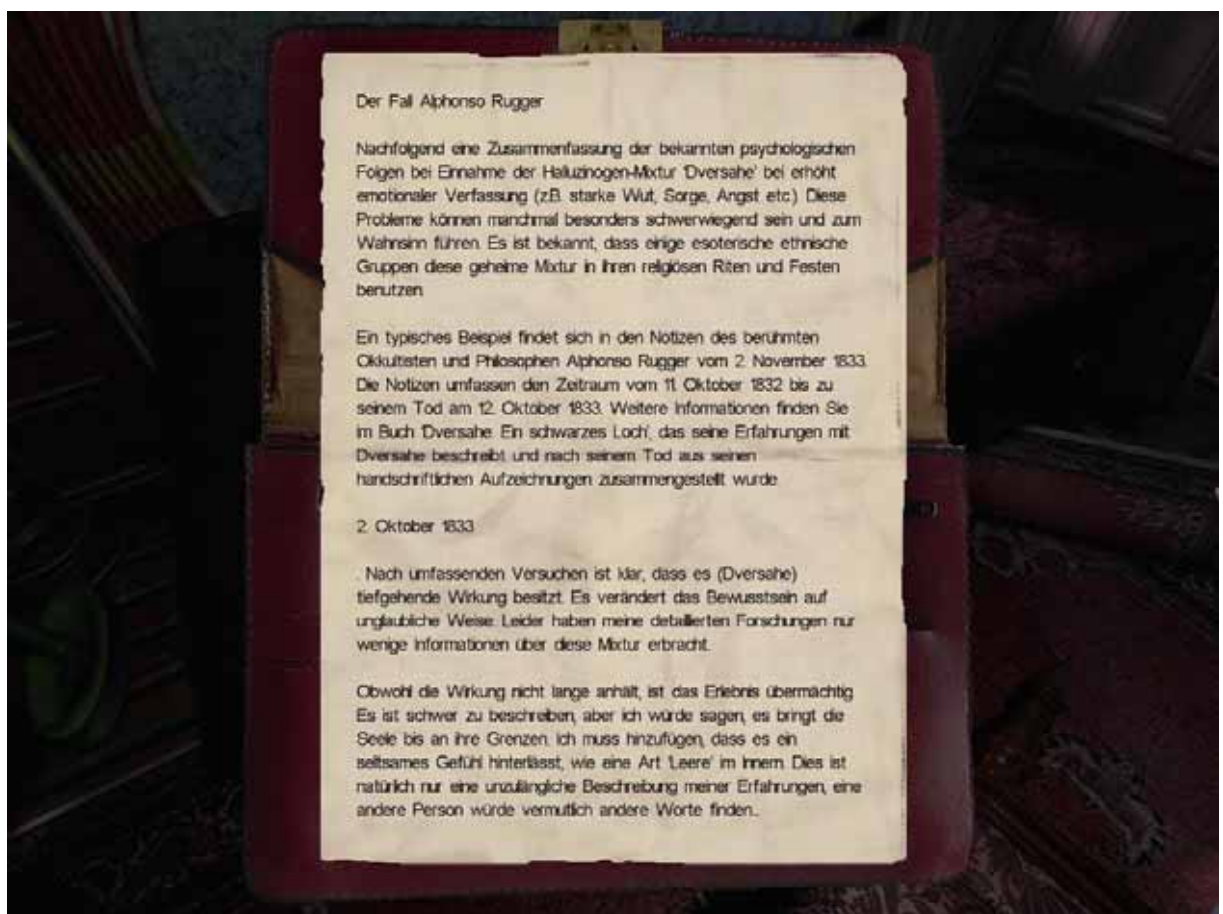 Der Fall Alphonso Rugger
Nachfolgend eine Zusammenfassung der bekannten psychologischen
Folgen bei Einnahme der Halluzinogen-Mixtur 'Dversahe' bei erhöht
emotionaler Verfassung (z.B. starke Wut, Sorge, Angst etc.) Diese
Probleme können manchmal besonders schwerwiegend sein und zum
Wahnsinn führen. Es ist bekannt, dass einige esoterische ethnische
Gruppen diese geheime Mixtur in ihren religiösen Riten und Festen
benutzen.
Ein typisches Beispiel findet sich in den Notizen des berühmten
Okkultisten und Philosophen Alphonso Rugger vom 2. November 1833.
Die Notizen umfassen den Zeitraum vom 11. Oktober 1832 bis zu
seinem Tod am 12. Oktober 1833. Weitere Informationen finden Sie
im Buch 'Dversahe: Ein schwarzes Loch', das seine Erfahrungen mit
Dversahe beschreibt und nach seinem Tod aus seinen
handschriftlichen Aufzeichnungen zusammengestellt wurde.
2. Oktober 1833
. Nach umfassenden Versuchen ist klar, dass es (Dversahe)
tiefgehende Wirkung besitzt. Es verändert das Bewusstsein auf
unglaubliche Weise. Leider haben meine detaillierten Forschungen nur
wenige Informationen über diese Mixtur erbracht.
Obwohl die Wirkung nicht lange anhält, ist das Erlebnis übermächtig.
Es ist schwer zu beschreiben, aber ich würde sagen, es bringt die
Seele bis an ihre Grenzen. Ich muss hinzufügen, dass es ein
seltsames Gefühl hinterlässt, wie eine Art 'Leere' im Innern. Dies ist
natürlich nur eine unzulängliche Beschreibung meiner Erfahrungen, eine
andere Person würde vermutlich andere Worte finden...